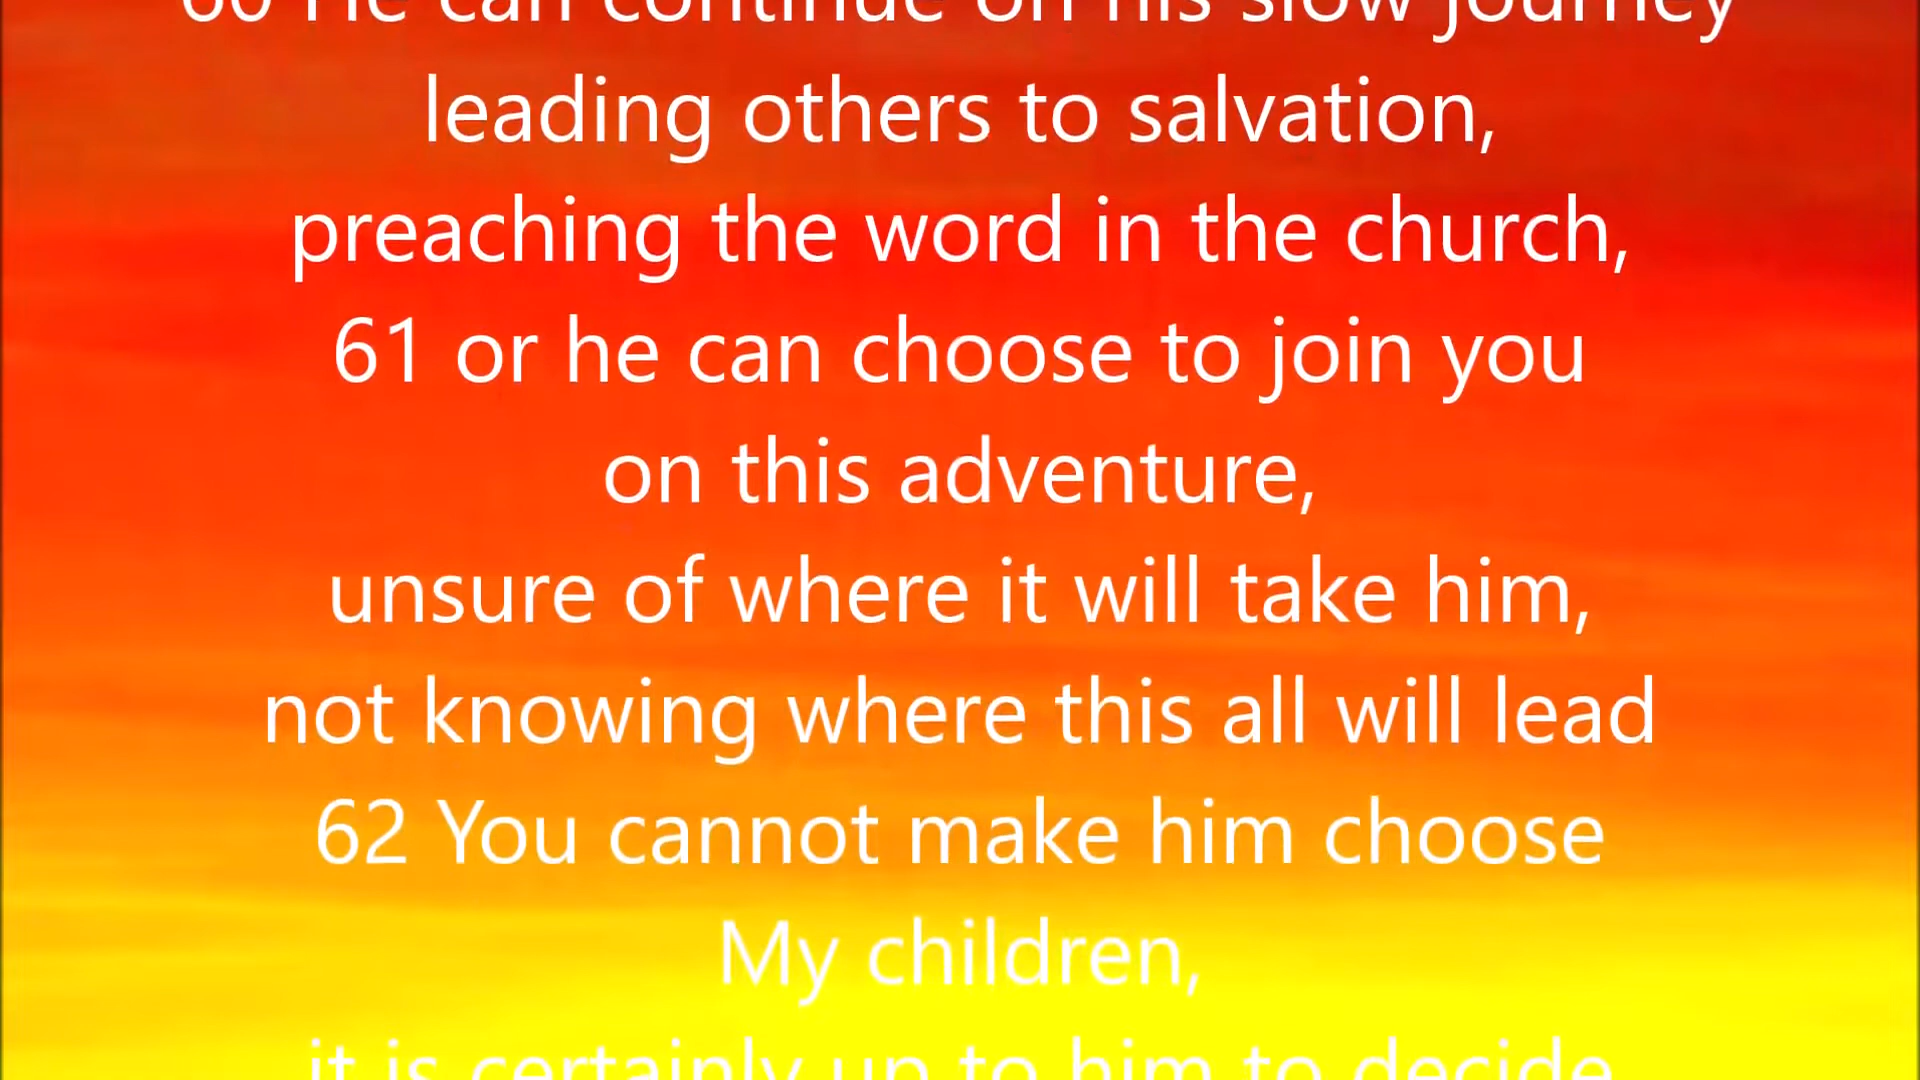 60 He can continue on his slow journey
leading others to salvation,
preaching the word in the church,
61 or he can choose to join you
on this adventure,
unsure of where it will take him,
not knowing where this all will lead
62 You cannot make him choose
My children,
it is certainly up to him to decide